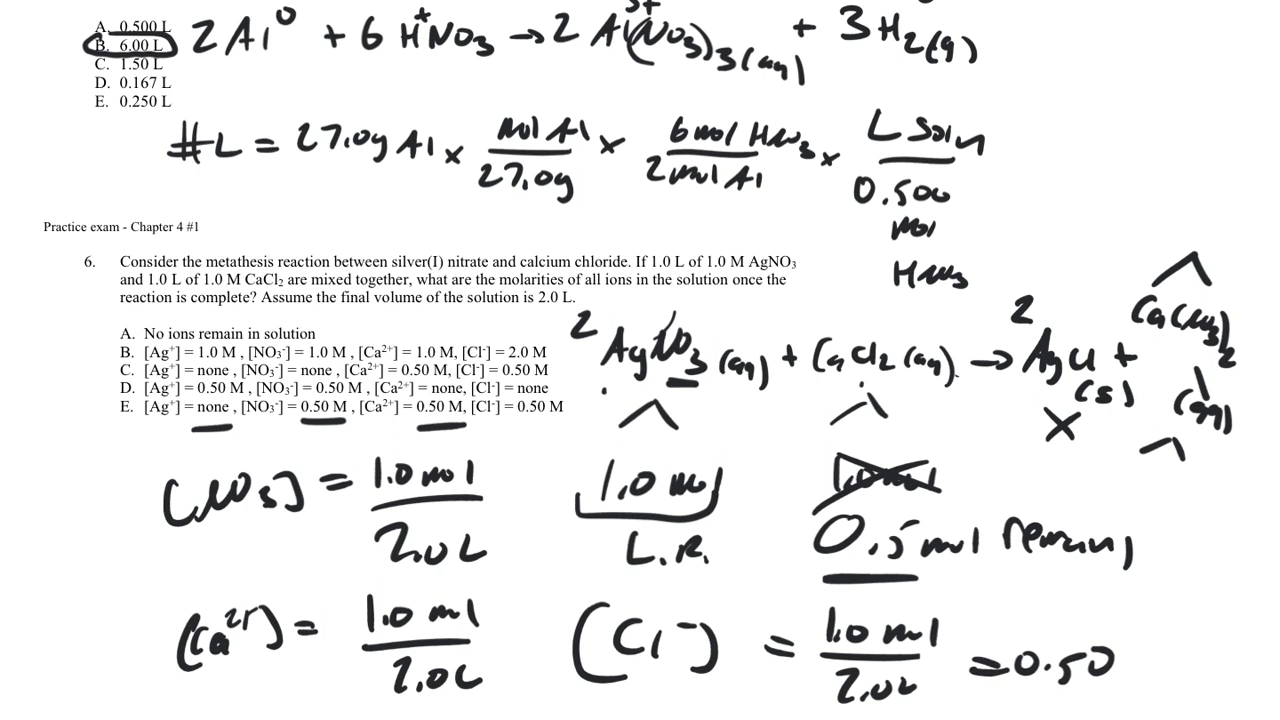 A. 0.500 L
B. 6.00 L
C. 1.50 L
D. 0.167 L
E. 0.250 L
2Al⁰ + 6H⁺NO₃ → 2Al³⁺(NO₃)₃(aq) + 3H₂(g)
#L = 27.0g Al × mol Al / 27.0g × 6 mol HNO₃ / 2 mol Al × L soln / 0.500 mol HNO₃
Practice exam - Chapter 4 #1
6. Consider the metathesis reaction between silver(I) nitrate and calcium chloride. If 1.0 L of 1.0 M AgNO₃
and 1.0 L of 1.0 M CaCl₂ are mixed together, what are the molarities of all ions in the solution once the
reaction is complete? Assume the final volume of the solution is 2.0 L.
A. No ions remain in solution
B. [Ag⁺] = 1.0 M , [NO₃⁻] = 1.0 M , [Ca²⁺] = 1.0 M, [Cl⁻] = 2.0 M
C. [Ag⁺] = none , [NO₃⁻] = none , [Ca²⁺] = 0.50 M, [Cl⁻] = 0.50 M
D. [Ag⁺] = 0.50 M , [NO₃⁻] = 0.50 M , [Ca²⁺] = none, [Cl⁻] = none
E. [Ag⁺] = none , [NO₃⁻] = 0.50 M , [Ca²⁺] = 0.50 M, [Cl⁻] = 0.50 M
2 AgNO₃ (aq) + CaCl₂ (aq) → 2 AgCl (s) + Ca(NO₃)₂ (aq)
[NO₃] = 1.0 mol / 2.0 L
1.0 mol
L.R.
1.0 mol
0.5 mol remaining
(Ca²⁺) = 1.0 mol / 2.0 L
(Cl⁻) = 1.0 mol / 2.0L = 0.50